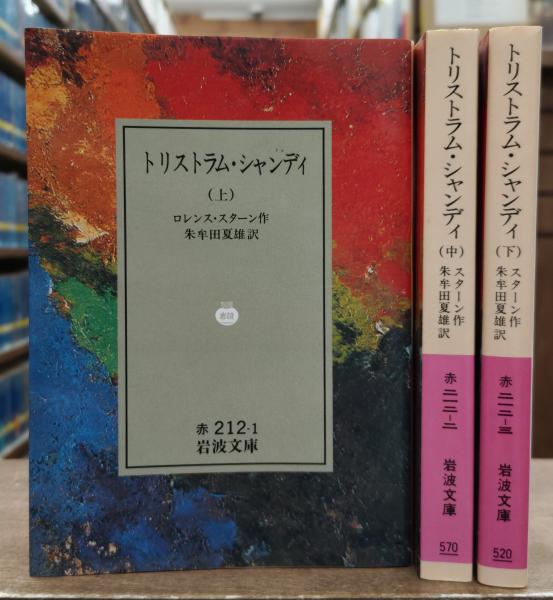 トリストラム・シャンディ
(上)
ロレンス・スターン作
朱牟田夏雄訳
赤 212-1
岩波文庫
トリストラム・シャンディ(中)
スターン作
朱牟田夏雄訳
赤二一二-二
岩波文庫
570
トリストラム・シャンディ(下)
スターン作
朱牟田夏雄訳
赤二一二-三
岩波文庫
520